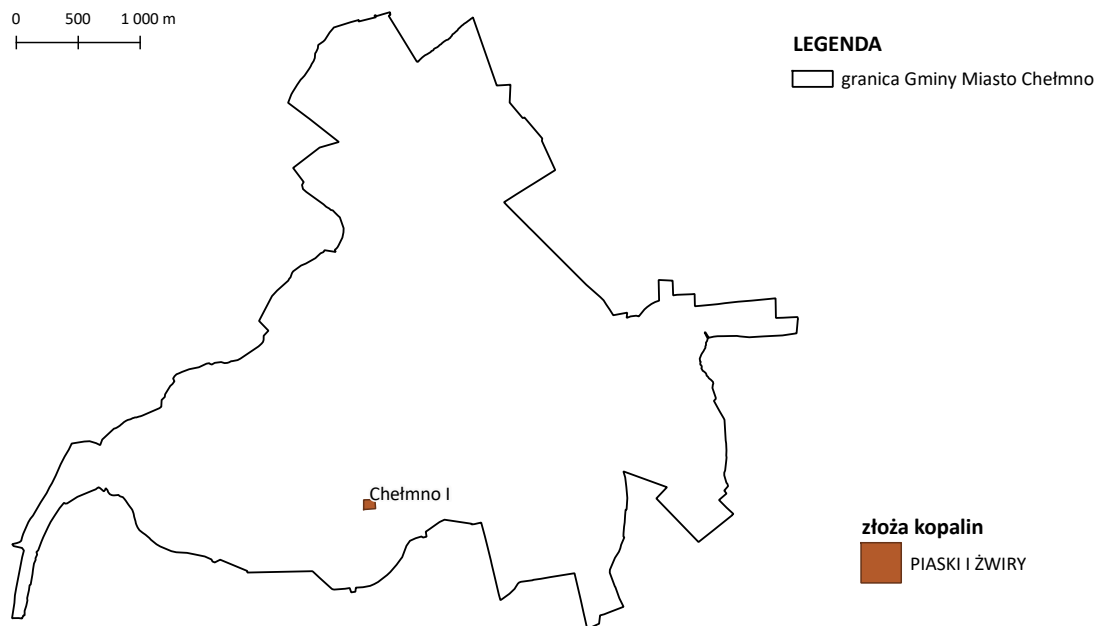 0 500 1 000 m
LEGENDA
granica Gminy Miasto Chełmno
Chełmno I
złoża kopalin
PIASKI I ŻWIRY